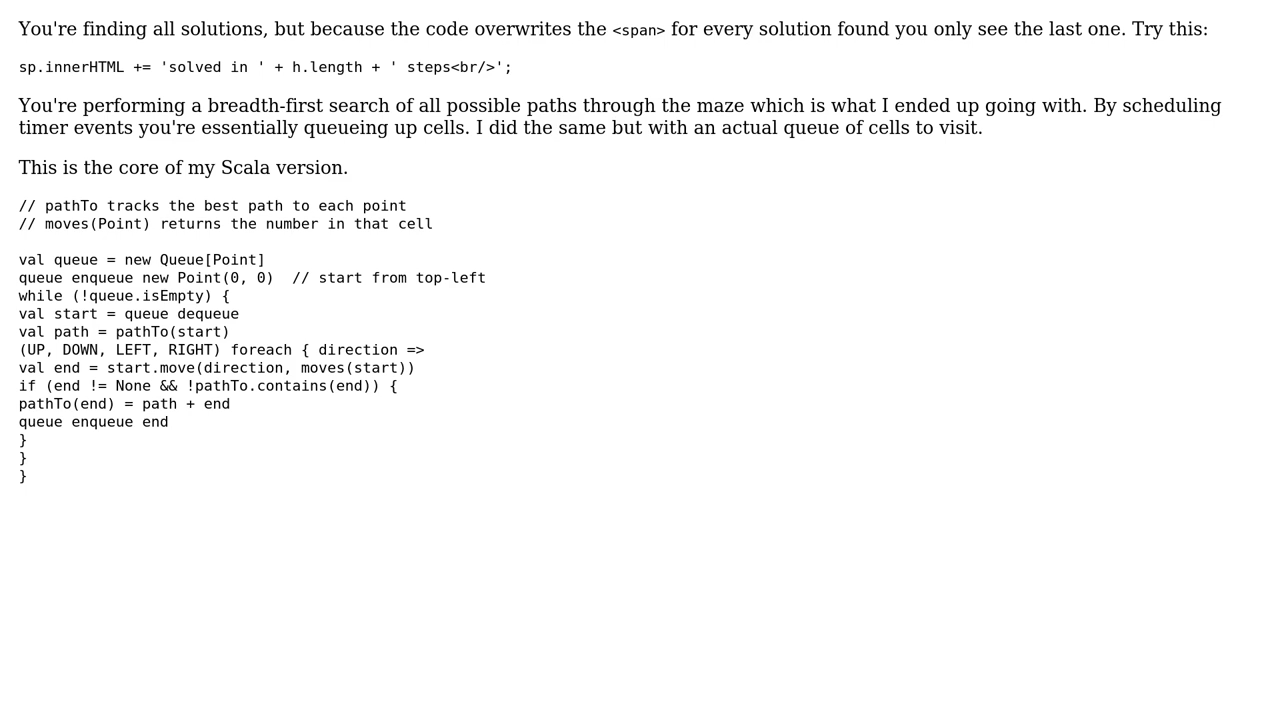 You're finding all solutions, but because the code overwrites the <span> for every solution found you only see the last one. Try this:
sp.innerHTML += 'solved in ' + h.length + ' steps<br/>';
You're performing a breadth-first search of all possible paths through the maze which is what I ended up going with. By scheduling
timer events you're essentially queueing up cells. I did the same but with an actual queue of cells to visit.
This is the core of my Scala version.
// pathTo tracks the best path to each point
// moves(Point) returns the number in that cell
val queue = new Queue[Point]
queue enqueue new Point(0, 0)  // start from top-left
while (!queue.isEmpty) {
val start = queue dequeue
val path = pathTo(start)
(UP, DOWN, LEFT, RIGHT) foreach { direction =>
val end = start.move(direction, moves(start))
if (end != None && !pathTo.contains(end)) {
pathTo(end) = path + end
queue enqueue end
}
}
}